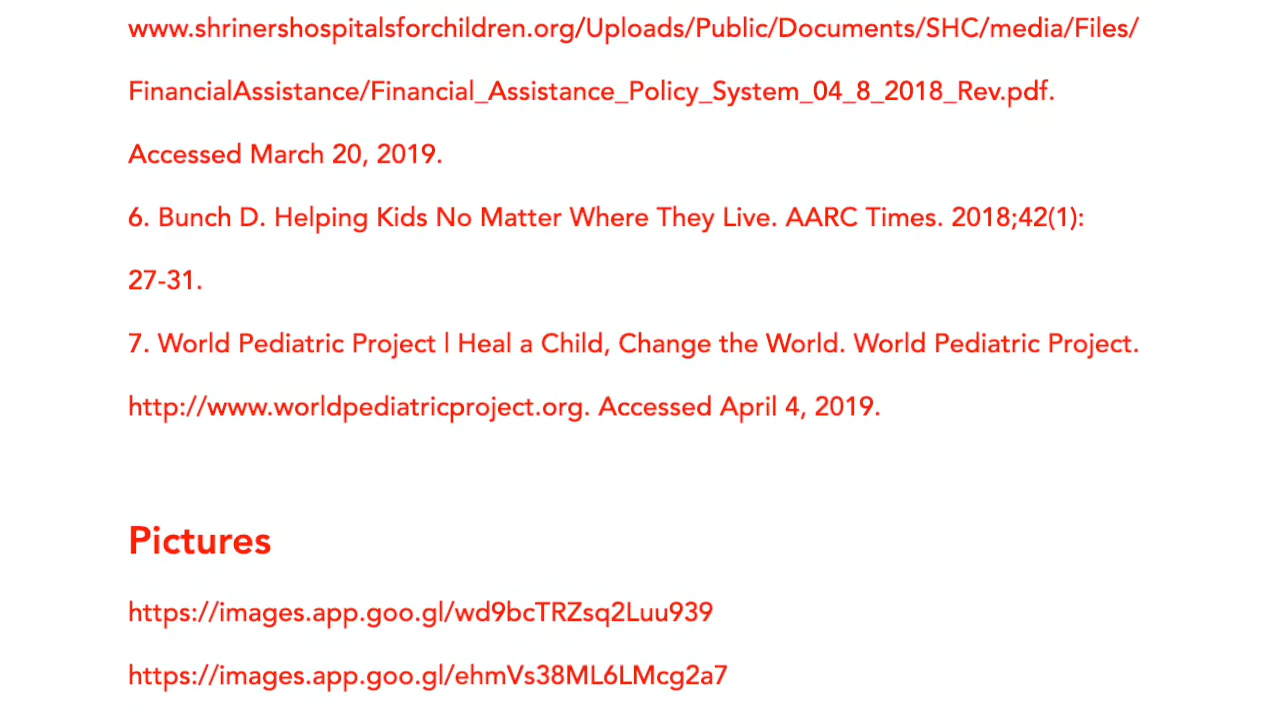 www.shrinershospitalsforchildren.org/Uploads/Public/Documents/SHC/media/Files/
FinancialAssistance/Financial_Assistance_Policy_System_04_8_2018_Rev.pdf.
Accessed March 20, 2019.
6. Bunch D. Helping Kids No Matter Where They Live. AARC Times. 2018;42(1):
27-31.
7. World Pediatric Project | Heal a Child, Change the World. World Pediatric Project.
http://www.worldpediatricproject.org. Accessed April 4, 2019.
Pictures
https://images.app.goo.gl/wd9bcTRZsq2Luu939
https://images.app.goo.gl/ehmVs38ML6LMcg2a7